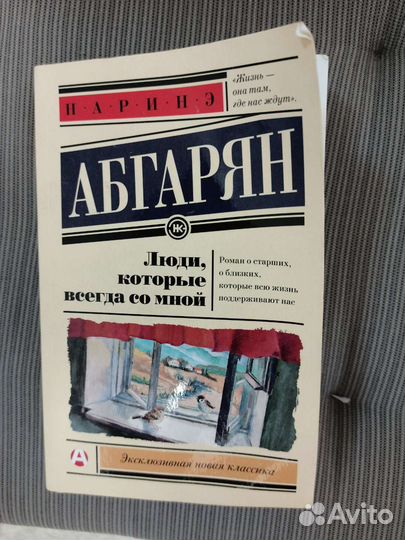 Н·А·Р·И·Н·Э
«Жизнь —
она там,
где нас ждут».
АБГАРЯН
НЖ
Люди,
которые
всегда со мной
Роман о старших,
о близких,
которые всю жизнь
поддерживают нас
А
Эксклюзивная новая классика
Avito